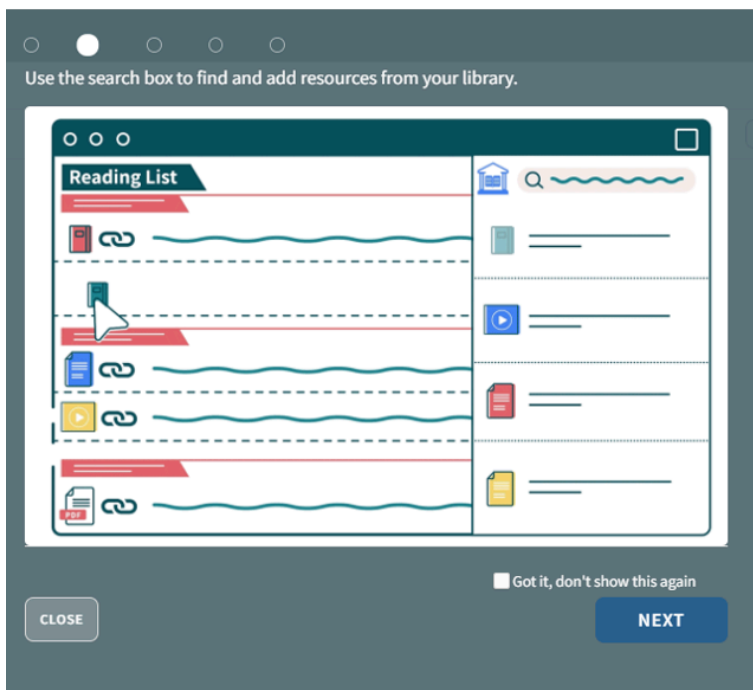 Use the search box to find and add resources from your library.
Reading List
PDF
Got it, don't show this again
CLOSE
NEXT